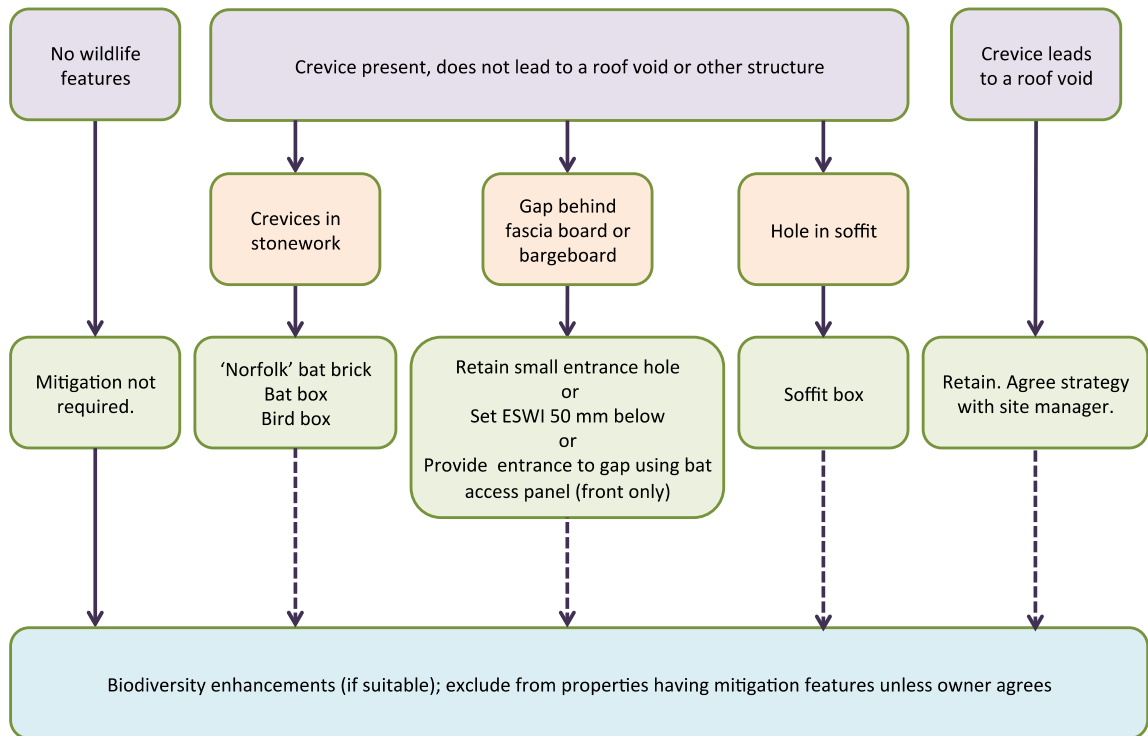 No wildlife
features
Crevice present, does not lead to a roof void or other structure
Crevice leads
to a roof void
Crevices in
stonework
Gap behind
fascia board or
bargeboard
Hole in soffit
Mitigation not
required.
‘Norfolk’ bat brick
Bat box
Bird box
Retain small entrance hole
or
Set ESWI 50 mm below
or
Provide entrance to gap using bat
access panel (front only)
Soffit box
Retain. Agree strategy
with site manager.
Biodiversity enhancements (if suitable); exclude from properties having mitigation features unless owner agrees